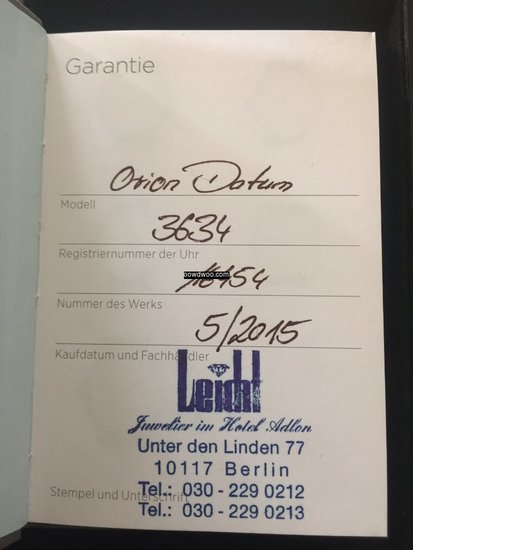 Garantie
Orion Datum
Modell
3634
Registriernummer der Uhr
powdwoo.com
Nummer des Werks
5/2015
Kaufdatum und Fachhändler
Leicht
Juwelier im Hotel Adlon
Unter den Linden 77
10117 Berlin
Stempel und Unterschrift
Tel.: 030 - 229 0212
Tel.: 030 - 229 0213